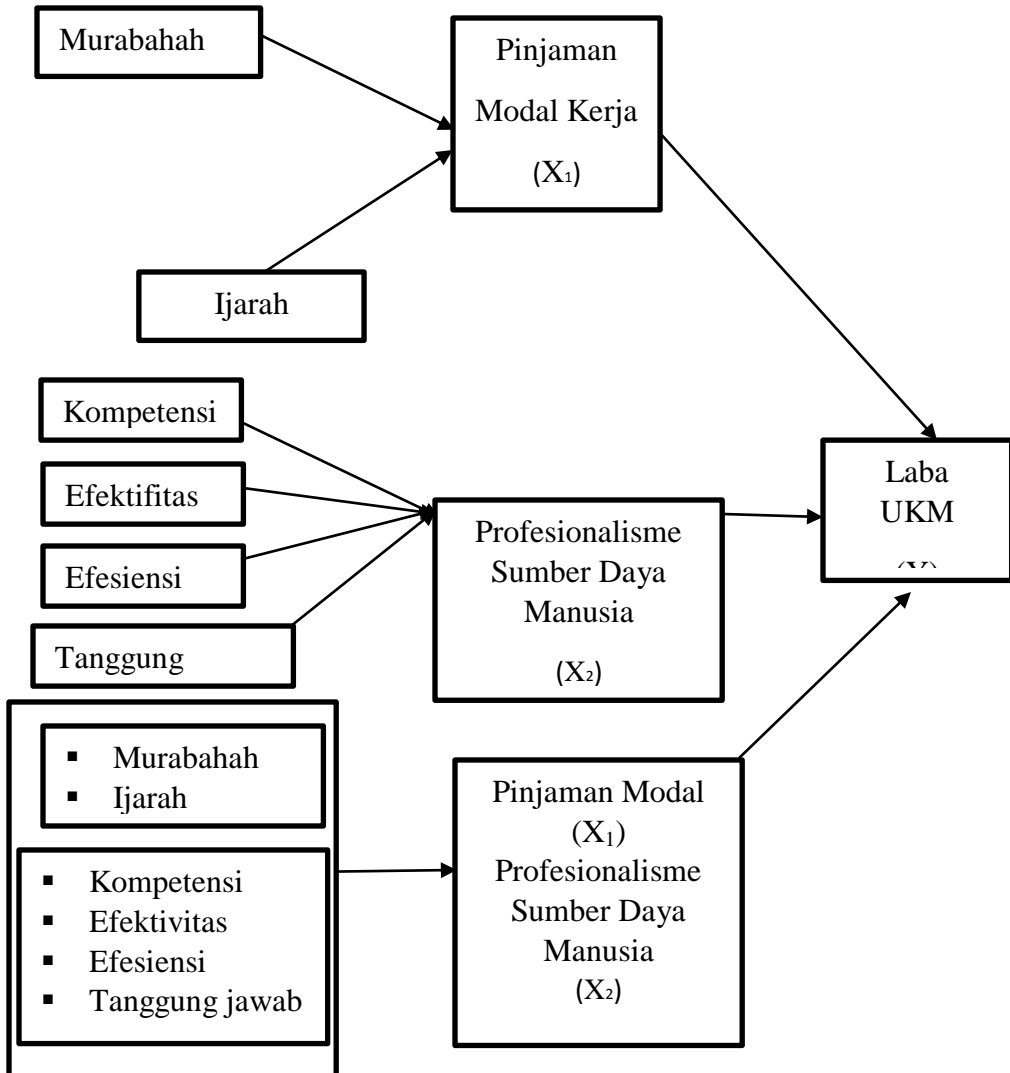 Murabahah
Pinjaman
Modal Kerja
(X₁)
Ijarah
Kompetensi
Efektifitas
Efesiensi
Tanggung
Profesionalisme
Sumber Daya
Manusia
(X₂)
Laba
UKM
▪ Murabahah
▪ Ijarah
▪ Kompetensi
▪ Efektivitas
▪ Efesiensi
▪ Tanggung jawab
Pinjaman Modal
(X₁)
Profesionalisme
Sumber Daya
Manusia
(X₂)